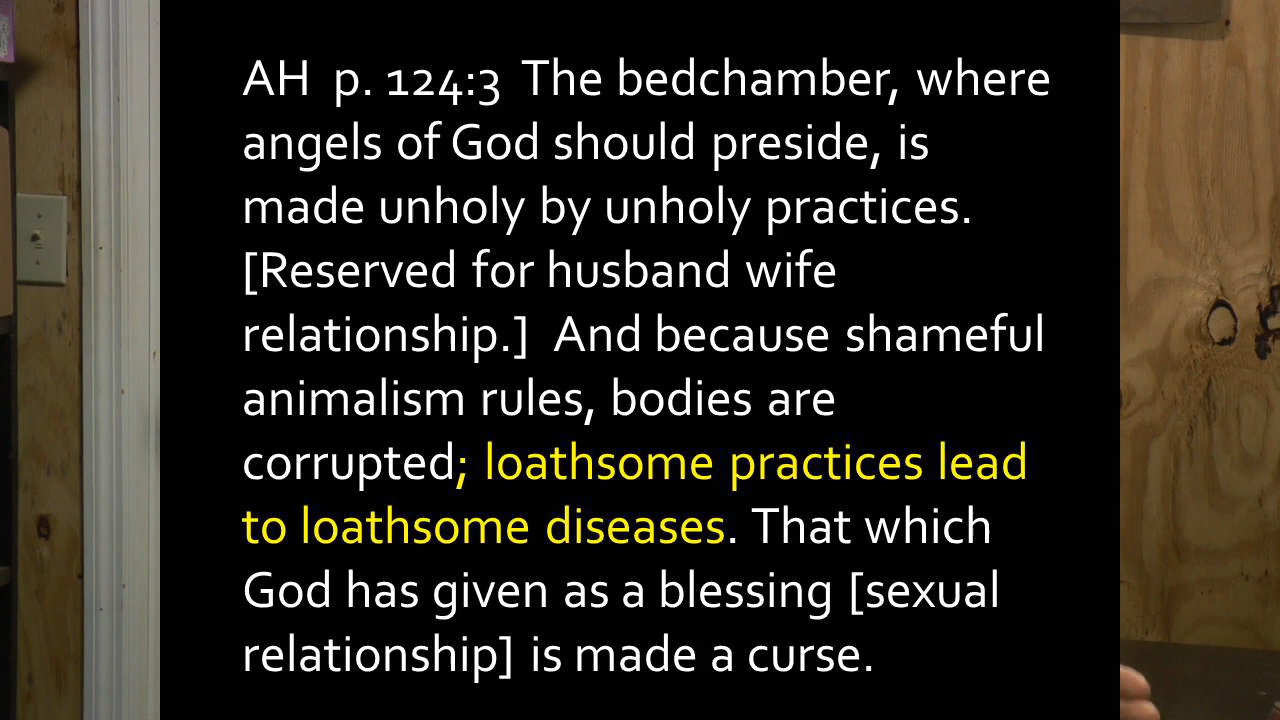 AH p. 124:3 The bedchamber, where
angels of God should preside, is
made unholy by unholy practices.
[Reserved for husband wife
relationship.] And because shameful
animalism rules, bodies are
corrupted; loathsome practices lead
to loathsome diseases. That which
God has given as a blessing [sexual
relationship] is made a curse.